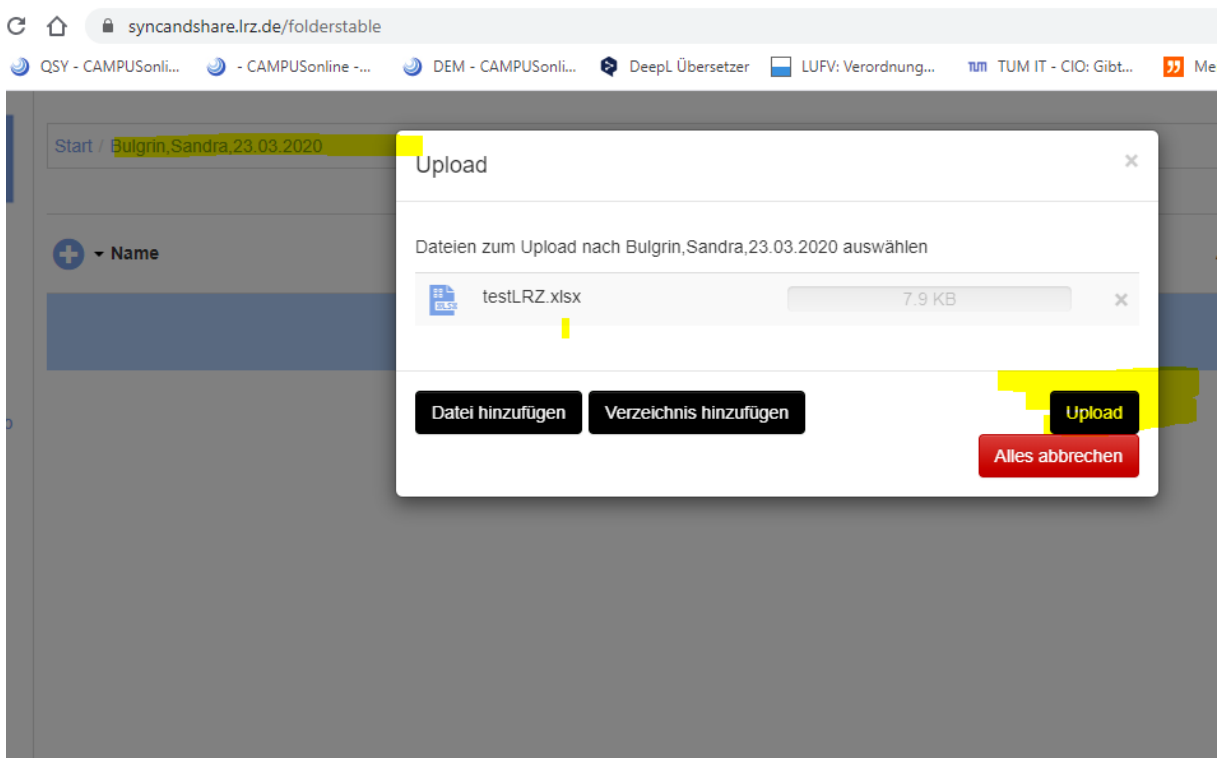 syncandshare.lrz.de/folderstable
QSY - CAMPUSonli... - CAMPUSonline -... DEM - CAMPUSonli... DeepL Übersetzer LUFV: Verordnung... TUM TUM IT - CIO: Gibt... Me
Start / Bulgrin,Sandra,23.03.2020
Upload ×
Name
Dateien zum Upload nach Bulgrin,Sandra,23.03.2020 auswählen
XLSX testLRZ.xlsx 7.9 KB ×
Datei hinzufügen Verzeichnis hinzufügen Upload
Alles abbrechen